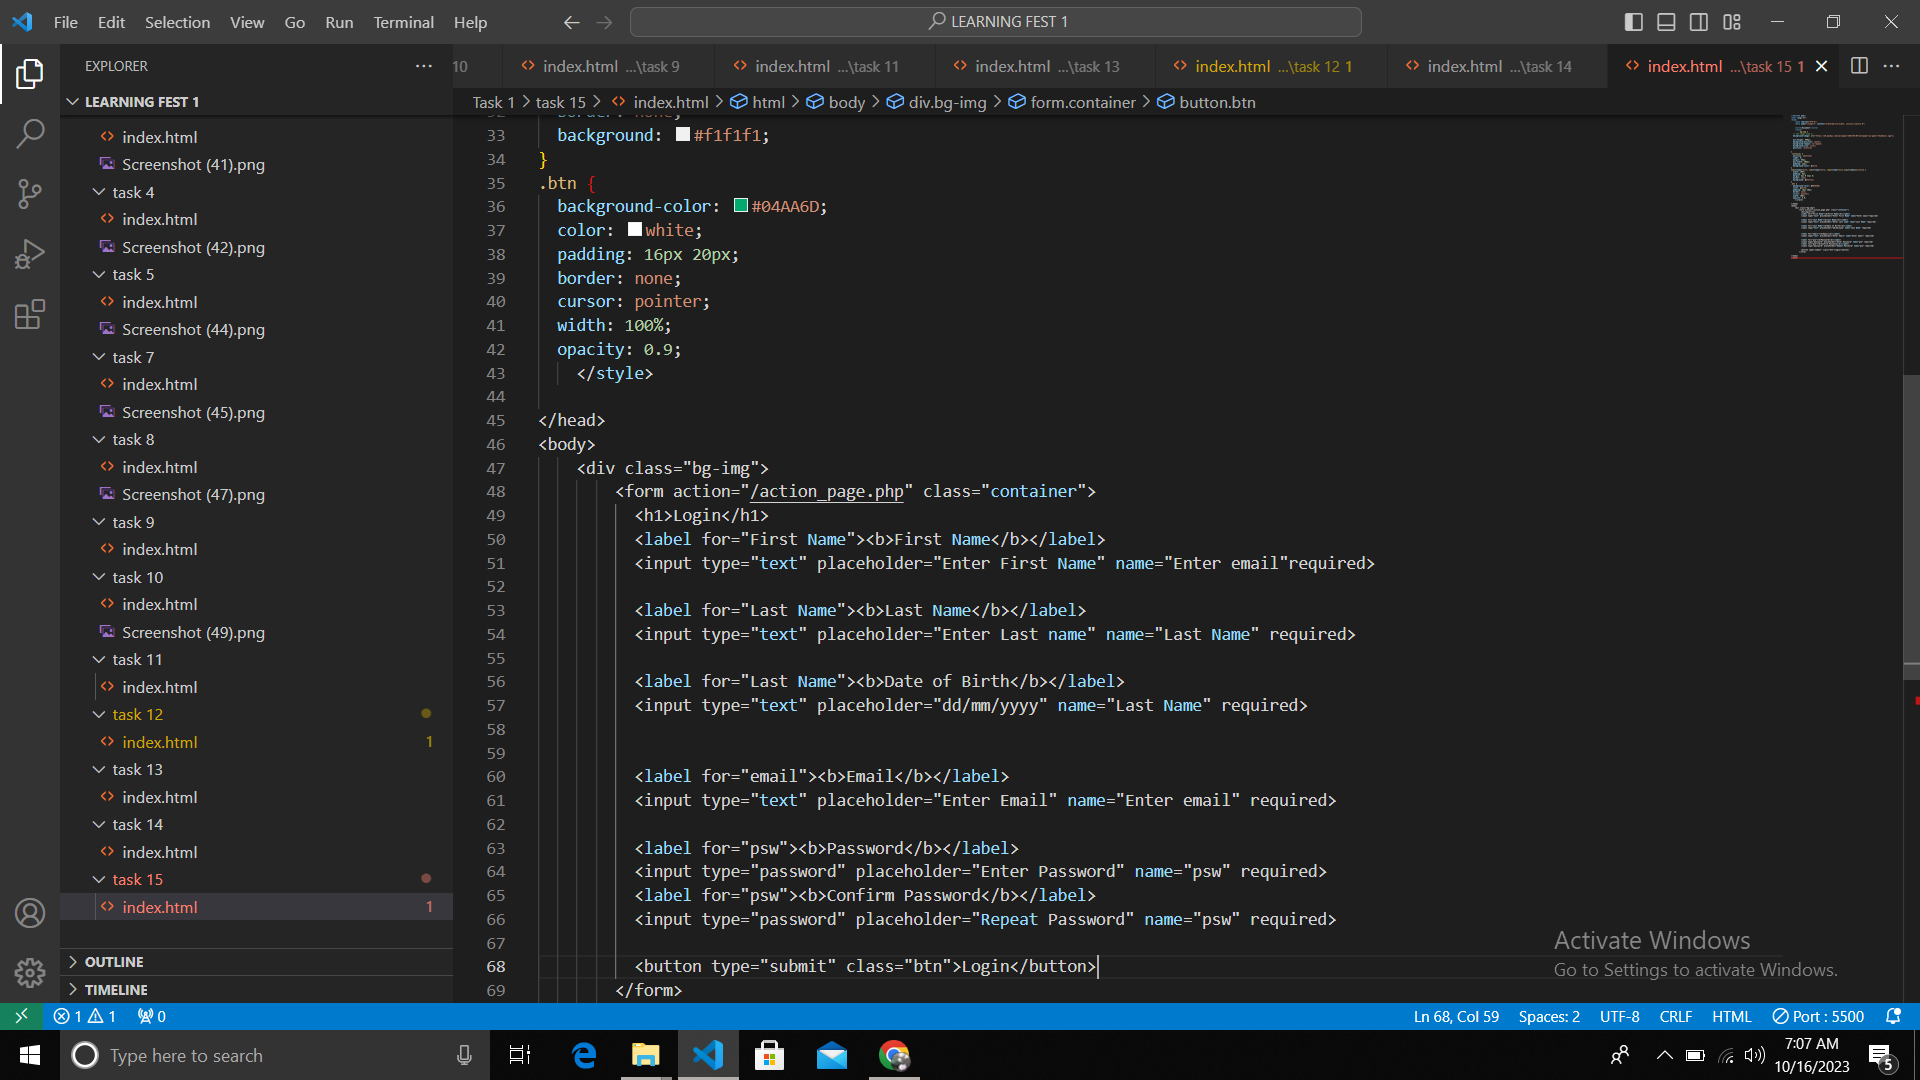 File Edit Selection View Go Run Terminal Help
LEARNING FEST 1
EXPLORER
10
index.html ...\task 9
index.html ...\task 11
index.html ...\task 13
index.html ...\task 12 1
index.html ...\task 14
index.html ...\task 15 1
LEARNING FEST 1
Task 1 > task 15 > index.html > html > body > div.bg-img > form.container > button.btn
index.html
Screenshot (41).png
task 4
index.html
Screenshot (42).png
task 5
index.html
Screenshot (44).png
task 7
index.html
Screenshot (45).png
task 8
index.html
Screenshot (47).png
task 9
index.html
task 10
index.html
Screenshot (49).png
task 11
index.html
task 12
index.html 1
task 13
index.html
task 14
index.html
task 15
index.html 1
OUTLINE
TIMELINE
32 border: none;
33 background: #f1f1f1;
34 }
35 .btn {
36 background-color: #04AA6D;
37 color: white;
38 padding: 16px 20px;
39 border: none;
40 cursor: pointer;
41 width: 100%;
42 opacity: 0.9;
43 </style>
44
45 </head>
46 <body>
47 <div class="bg-img">
48 <form action="/action_page.php" class="container">
49 <h1>Login</h1>
50 <label for="First Name"><b>First Name</b></label>
51 <input type="text" placeholder="Enter First Name" name="Enter email"required>
52
53 <label for="Last Name"><b>Last Name</b></label>
54 <input type="text" placeholder="Enter Last name" name="Last Name" required>
55
56 <label for="Last Name"><b>Date of Birth</b></label>
57 <input type="text" placeholder="dd/mm/yyyy" name="Last Name" required>
58
59
60 <label for="email"><b>Email</b></label>
61 <input type="text" placeholder="Enter Email" name="Enter email" required>
62
63 <label for="psw"><b>Password</b></label>
64 <input type="password" placeholder="Enter Password" name="psw" required>
65 <label for="psw"><b>Confirm Password</b></label>
66 <input type="password" placeholder="Repeat Password" name="psw" required>
67
68 <button type="submit" class="btn">Login</button>
69 </form>
Activate Windows
Go to Settings to activate Windows.
1 1 0
Ln 68, Col 59 Spaces: 2 UTF-8 CRLF HTML Port : 5500
Type here to search
7:07 AM
10/16/2023
5